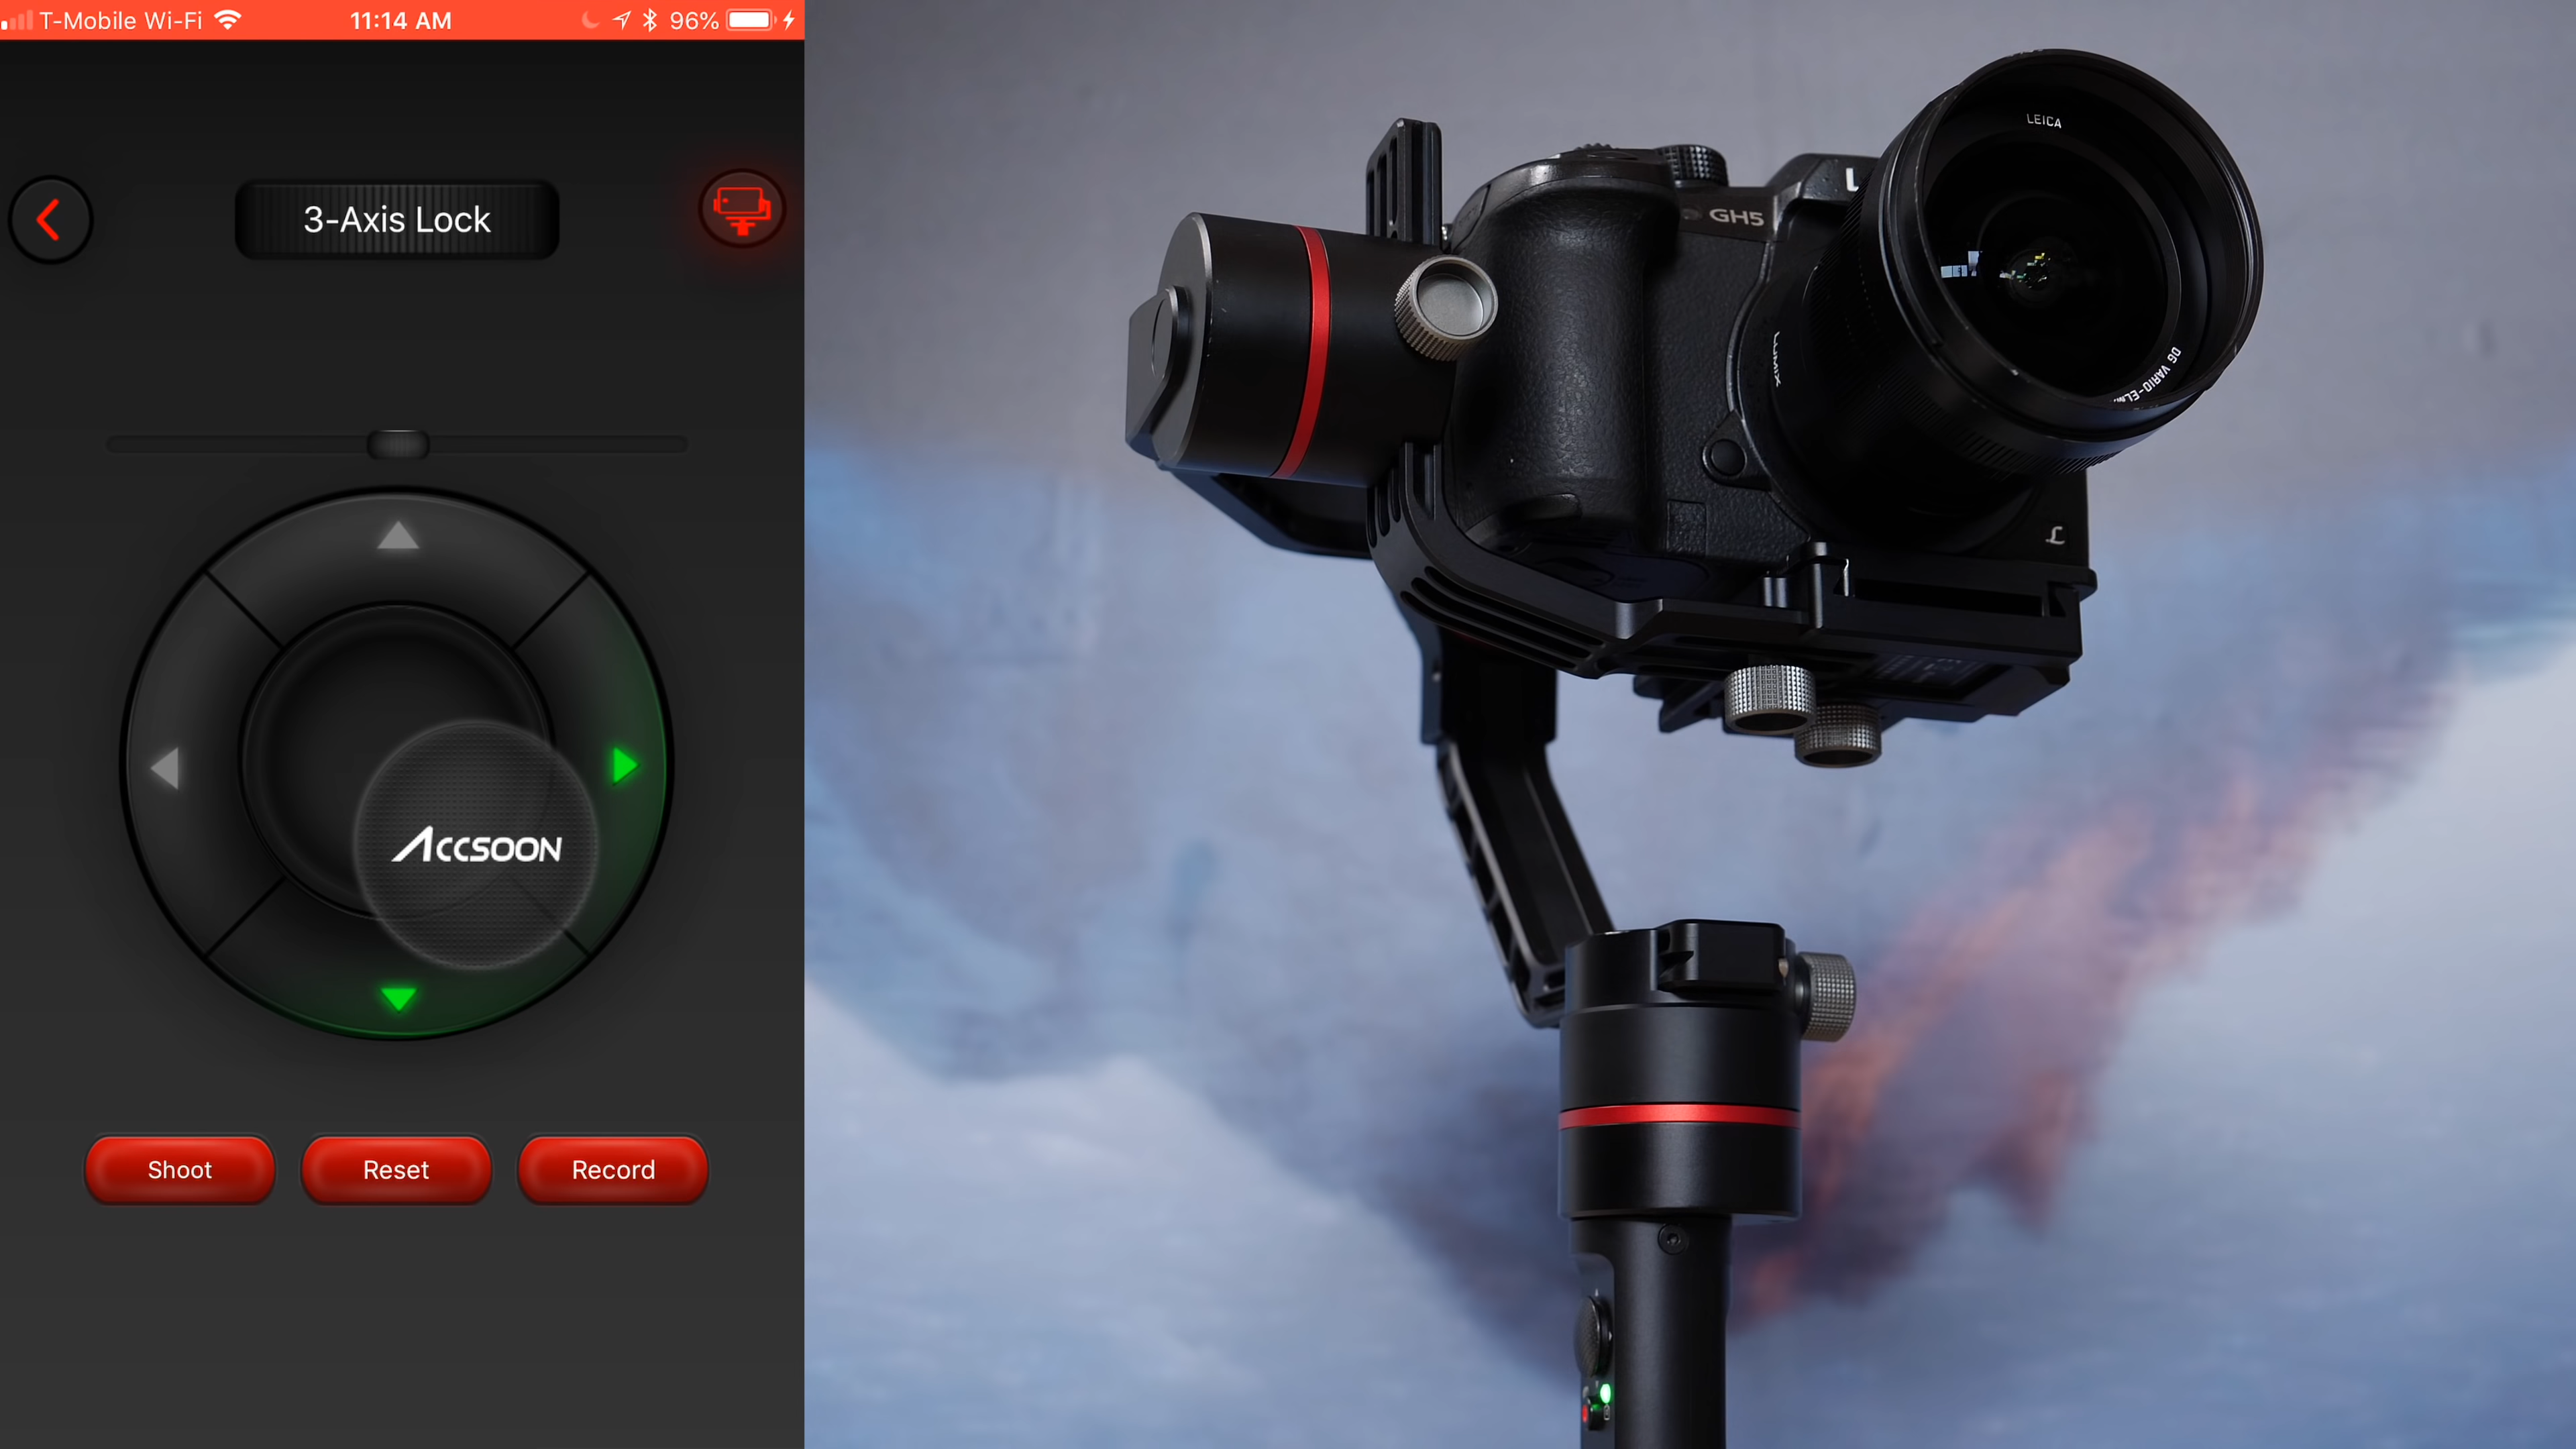 T-Mobile Wi-Fi 11:14 AM 96%
3-Axis Lock
ACCSOON
Shoot Reset Record
LEICA
GH5
LUMIX
DG VARIO-EL
L